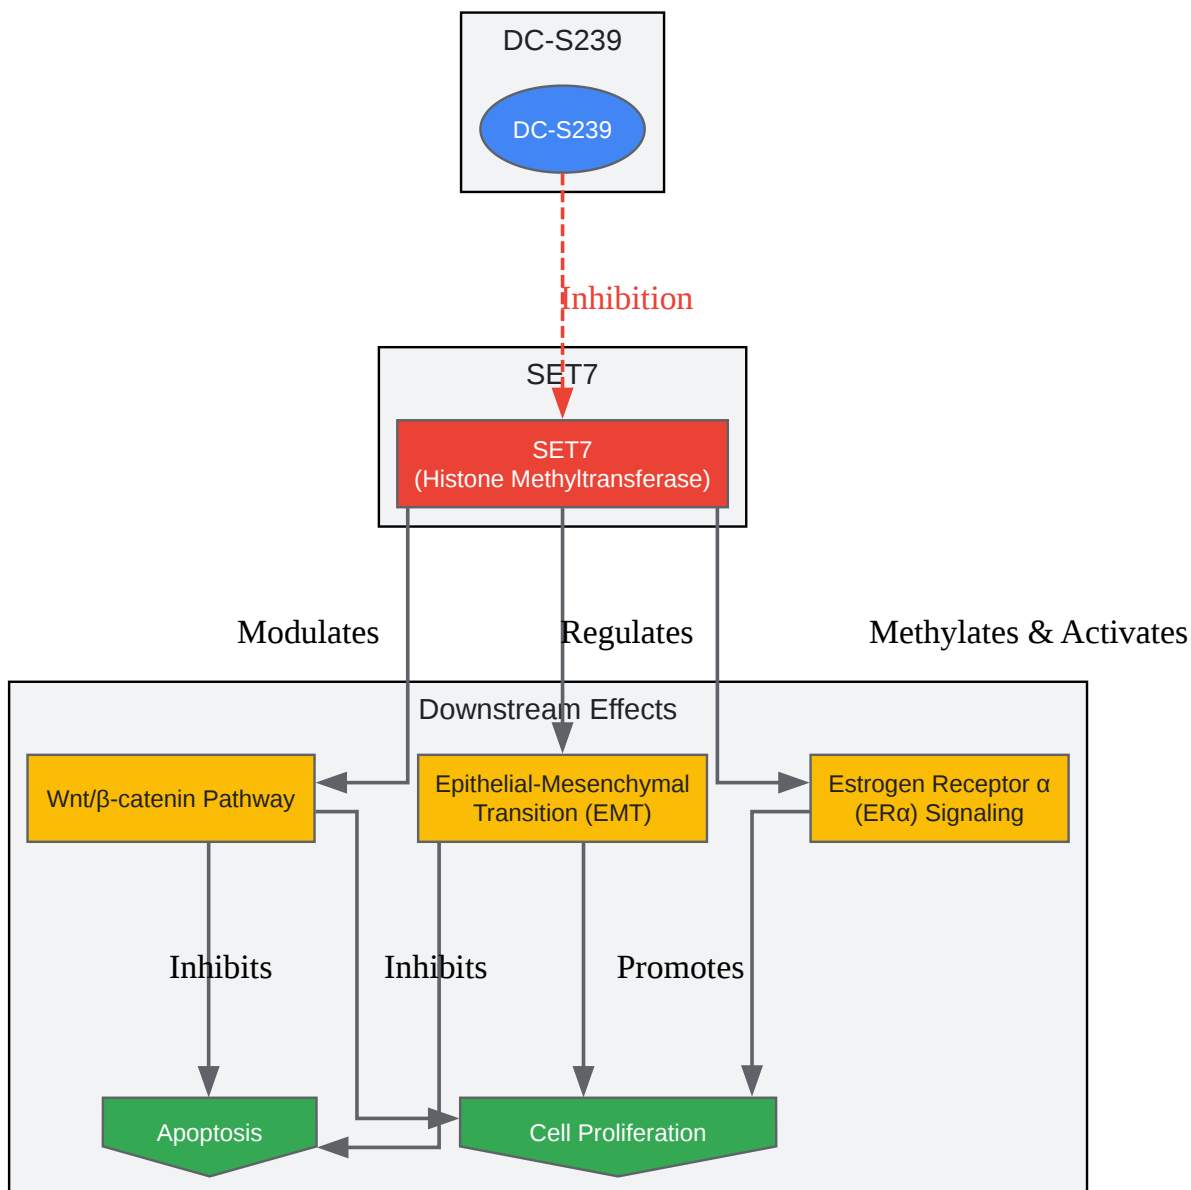 DC-S239
DC-S239
Inhibition
SET7
SET7
(Histone Methyltransferase)
Modulates
Regulates
Methylates & Activates
Downstream Effects
Wnt/β-catenin Pathway
Epithelial-Mesenchymal
Transition (EMT)
Estrogen Receptor α
(ERα) Signaling
Inhibits
Inhibits
Promotes
Apoptosis
Cell Proliferation